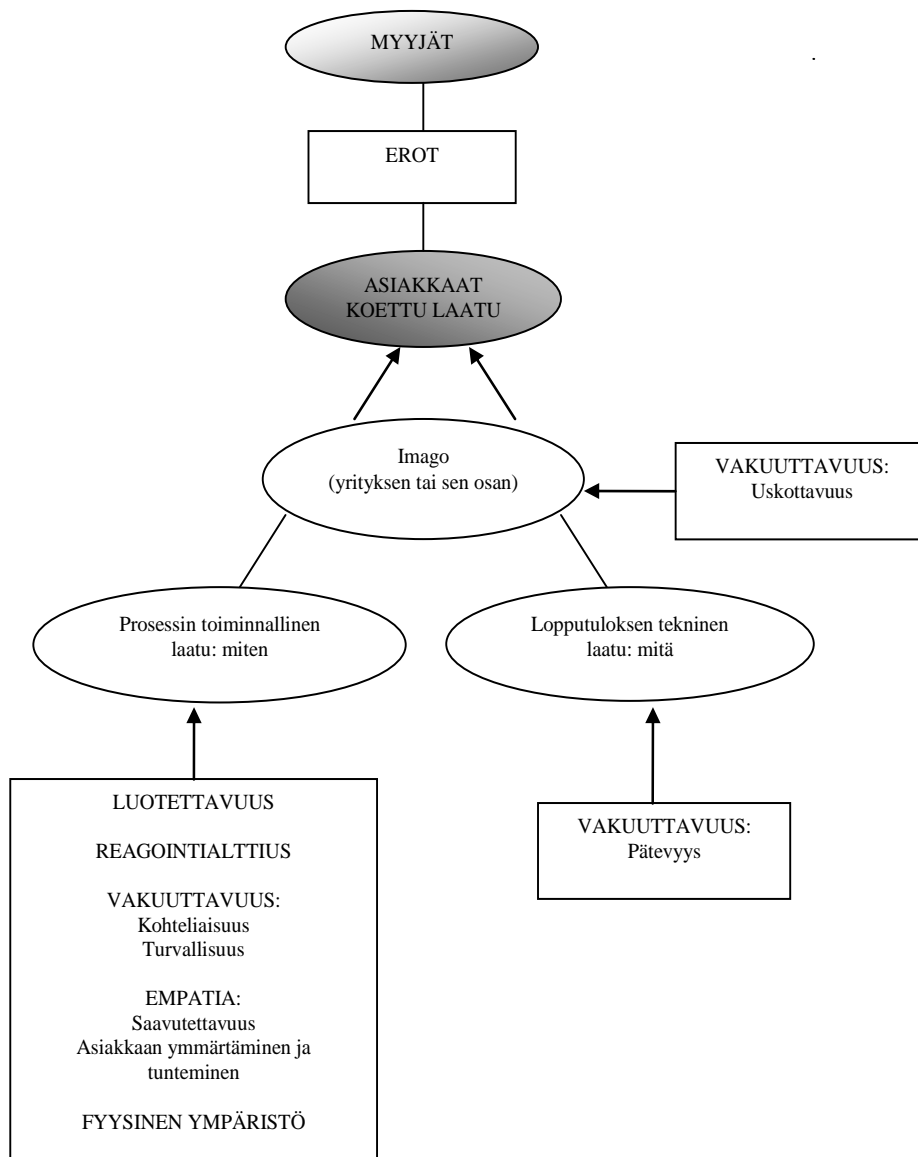 MYYJÄT
.
EROT
ASIAKKAAT
KOETTU LAATU
Imago
(yrityksen tai sen osan)
VAKUUTTAVUUS:
Uskottavuus
Prosessin toiminnallinen
laatu: miten
Lopputuloksen tekninen
laatu: mitä
LUOTETTAVUUS
REAGOINTIALTTIUS
VAKUUTTAVUUS:
Kohteliaisuus
Turvallisuus
EMPATIA:
Saavutettavuus
Asiakkaan ymmärtäminen ja
tunteminen
FYYSINEN YMPÄRISTÖ
VAKUUTTAVUUS:
Pätevyys